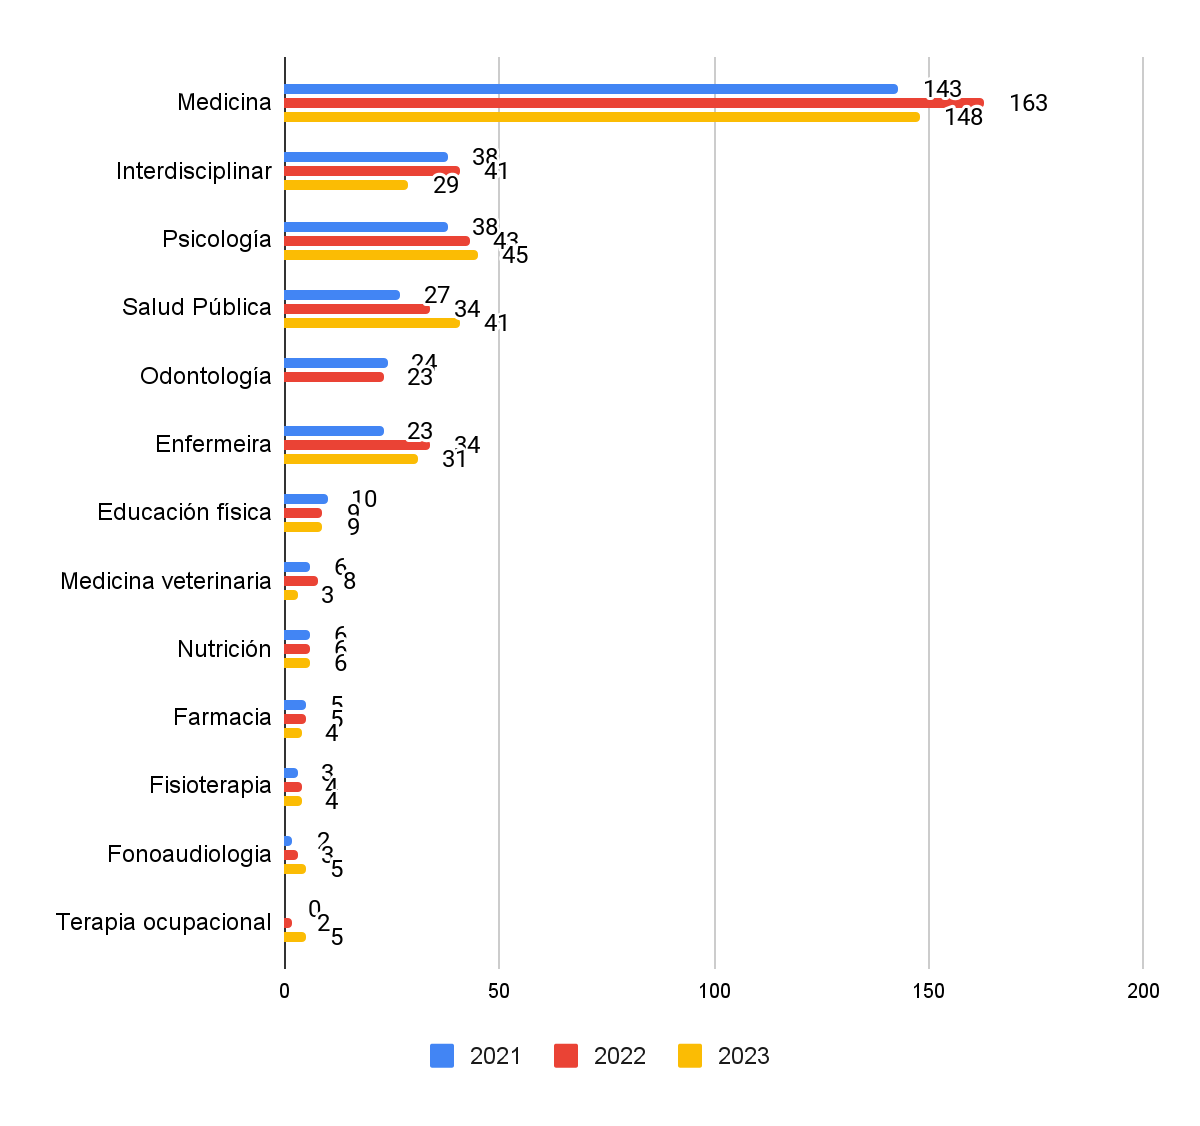 Medicina 143 163 148
Interdisciplinar 38 41 29
Psicología 38 43 45
Salud Pública 27 34 41
Odontología 24 23
Enfermeira 23 34 31
Educación física 10 9 9
Medicina veterinaria 6 8 3
Nutrición 6 6 6
Farmacia 5 5 4
Fisioterapia 3 4 4
Fonoaudiologia 2 3 5
Terapia ocupacional 0 2 5
0 50 100 150 200
2021 2022 2023